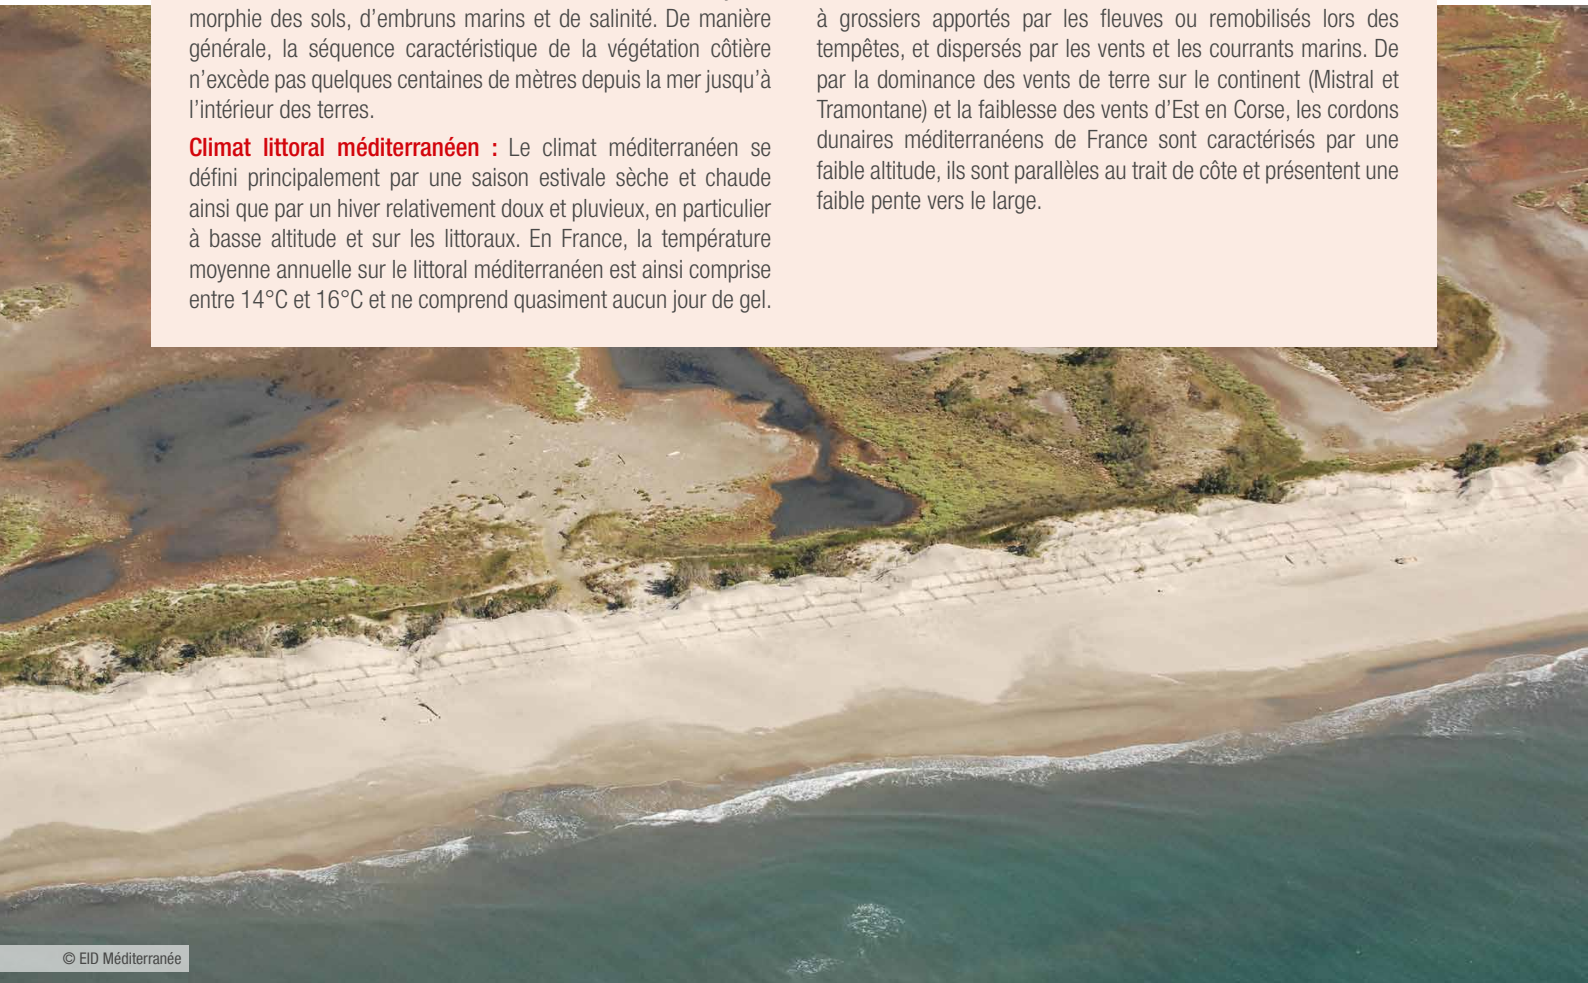 morphie des sols, d’embruns marins et de salinité. De manière
générale, la séquence caractéristique de la végétation côtière
n’excède pas quelques centaines de mètres depuis la mer jusqu’à
l’intérieur des terres.
Climat littoral méditerranéen : Le climat méditerranéen se
défini principalement par une saison estivale sèche et chaude
ainsi que par un hiver relativement doux et pluvieux, en particulier
à basse altitude et sur les littoraux. En France, la température
moyenne annuelle sur le littoral méditerranéen est ainsi comprise
entre 14°C et 16°C et ne comprend quasiment aucun jour de gel.
à grossiers apportés par les fleuves ou remobilisés lors des
tempêtes, et dispersés par les vents et les courrants marins. De
par la dominance des vents de terre sur le continent (Mistral et
Tramontane) et la faiblesse des vents d’Est en Corse, les cordons
dunaires méditerranéens de France sont caractérisés par une
faible altitude, ils sont parallèles au trait de côte et présentent une
faible pente vers le large.
© EID Méditerranée